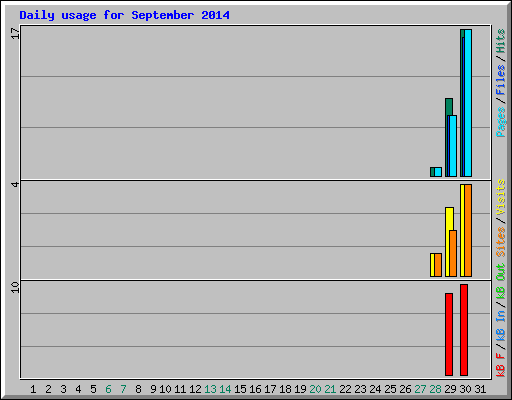 Daily usage for September 2014
17
4
10
Pages / Files / Hits
Sites / Visits
kB F / kB In / kB Out
1 2 3 4 5 6 7 8 9 10 11 12 13 14 15 16 17 18 19 20 21 22 23 24 25 26 27 28 29 30 31